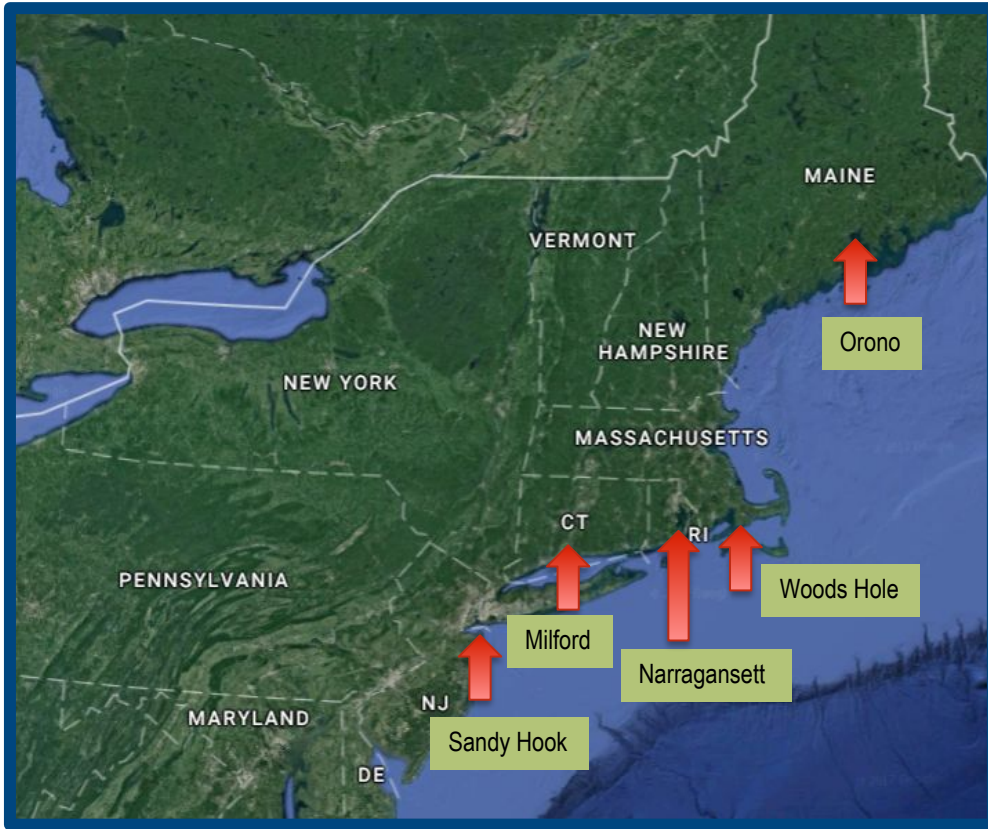 MAINE
VERMONT
Orono
NEW
HAMPSHIRE
NEW YORK
MASSACHUSETTS
CT
RI
PENNSYLVANIA
Woods Hole
Milford
Narragansett
NJ
MARYLAND
Sandy Hook
DE